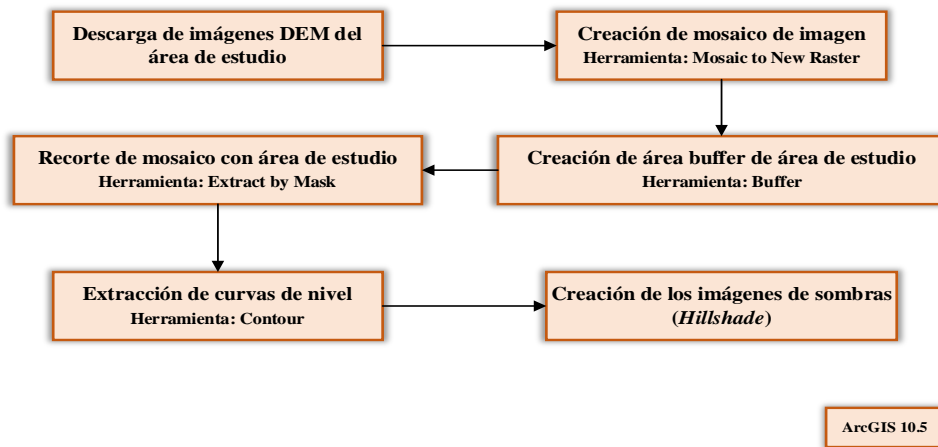 Descarga de imágenes DEM del
área de estudio
Creación de mosaico de imagen
Herramienta: Mosaic to New Raster
Creación de área buffer de área de estudio
Herramienta: Buffer
Recorte de mosaico con área de estudio
Herramienta: Extract by Mask
Extracción de curvas de nivel
Herramienta: Contour
Creación de los imágenes de sombras
(Hillshade)
ArcGIS 10.5